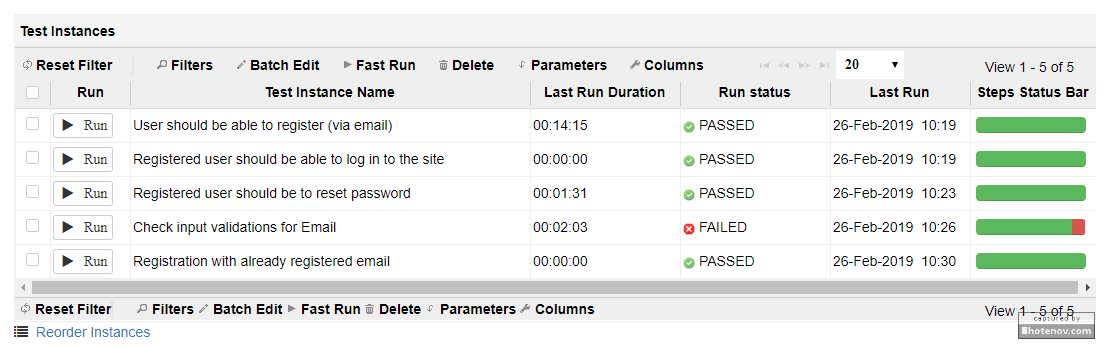 Test Instances
Reset Filter Filters Batch Edit Fast Run Delete Parameters Columns 20 View 1 - 5 of 5
Run Test Instance Name Last Run Duration Run status Last Run Steps Status Bar
Run User should be able to register (via email) 00:14:15 PASSED 26-Feb-2019 10:19
Run Registered user should be able to log in to the site 00:00:00 PASSED 26-Feb-2019 10:19
Run Registered user should be to reset password 00:01:31 PASSED 26-Feb-2019 10:23
Run Check input validations for Email 00:02:03 FAILED 26-Feb-2019 10:26
Run Registration with already registered email 00:00:00 PASSED 26-Feb-2019 10:30
Reset Filter Filters Batch Edit Fast Run Delete Parameters Columns View 1 - 5 of 5
captured by
hotenov.com
Reorder Instances